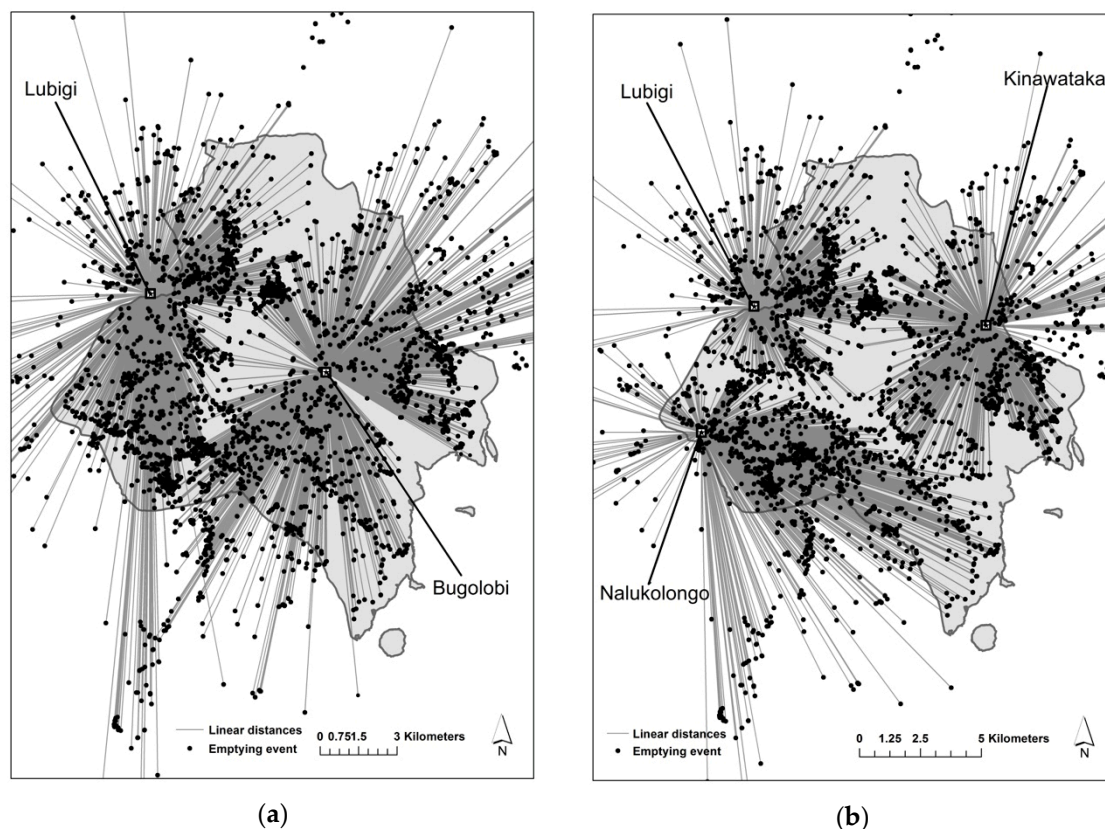 Lubigi
Bugolobi
Linear distances
Emptying event
0 0.751.5 3 Kilometers
N
(a)
Lubigi
Kinawataka
Nalukolongo
Linear distances
Emptying event
0 1.25 2.5 5 Kilometers
N
(b)